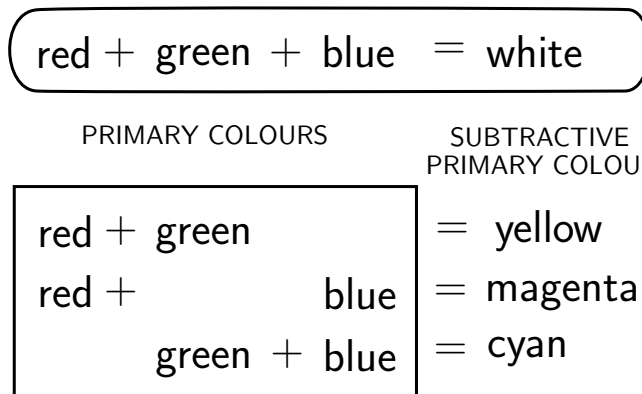 red + green + blue = white
PRIMARY COLOURS
SUBTRACTIVE
PRIMARY COLOU
red + green = yellow
red + blue = magenta
green + blue = cyan